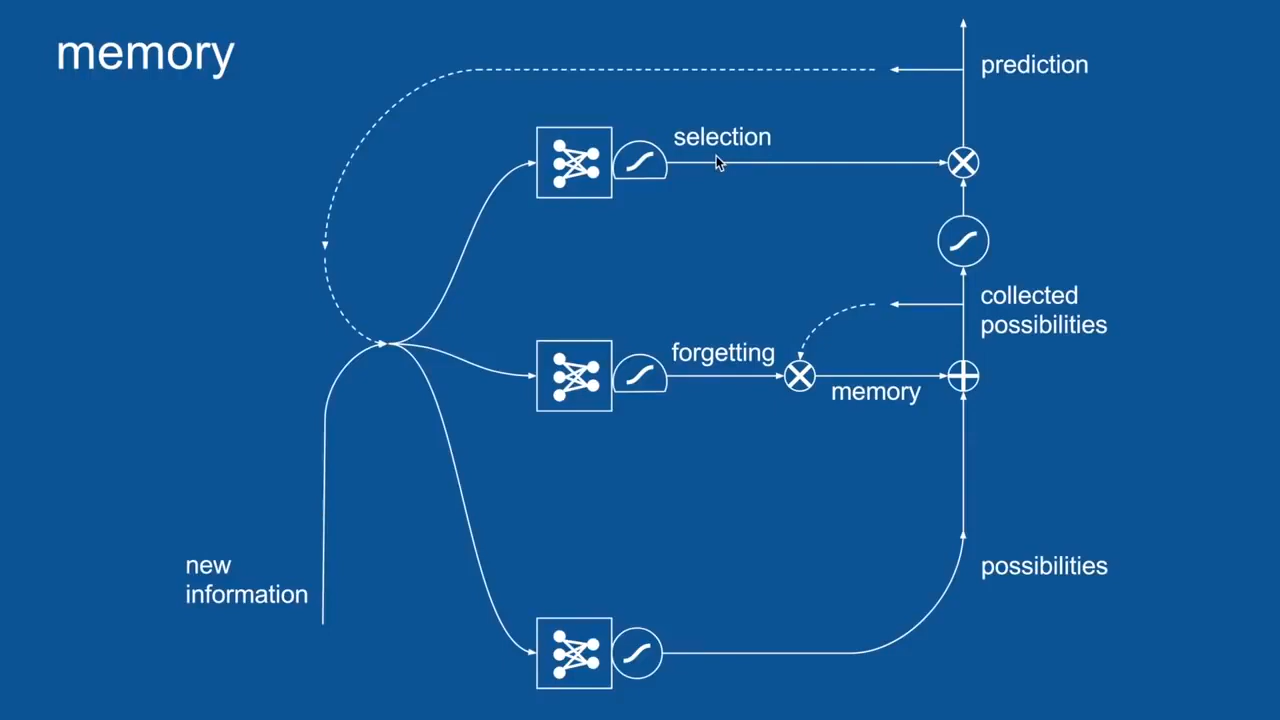 memory
prediction
selection
collected
possibilities
forgetting
memory
new
information
possibilities